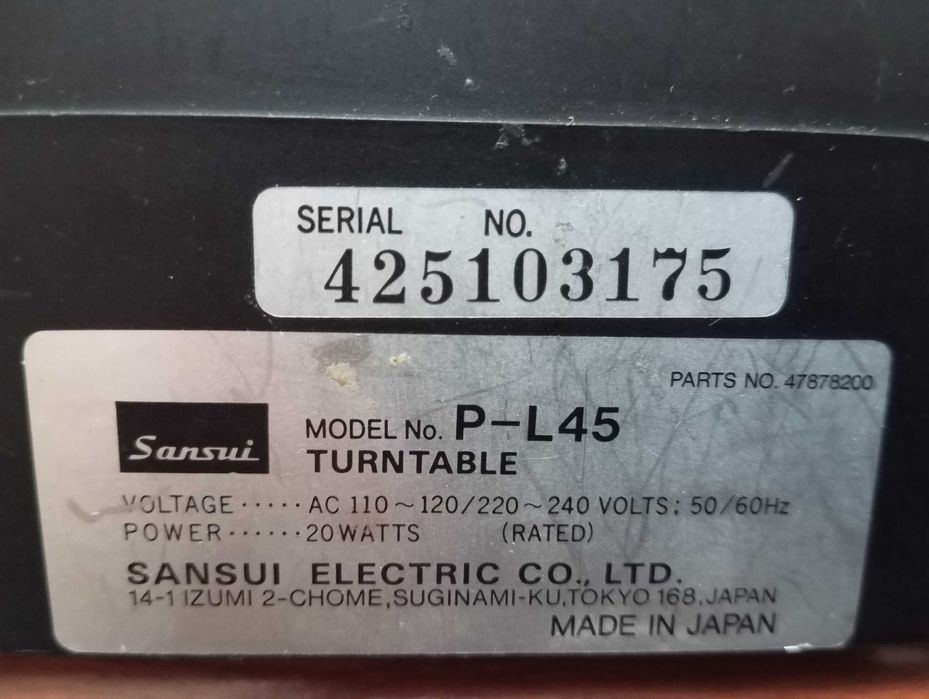 SERIAL NO.
425103175
PARTS NO. 47878200
Sansui
MODEL No. P-L45
TURNTABLE
VOLTAGE ····· AC 110~120/220~240 VOLTS; 50/60Hz
POWER ······ 20WATTS (RATED)
SANSUI ELECTRIC CO., LTD.
14-1 IZUMI 2-CHOME, SUGINAMI-KU, TOKYO 168, JAPAN
MADE IN JAPAN